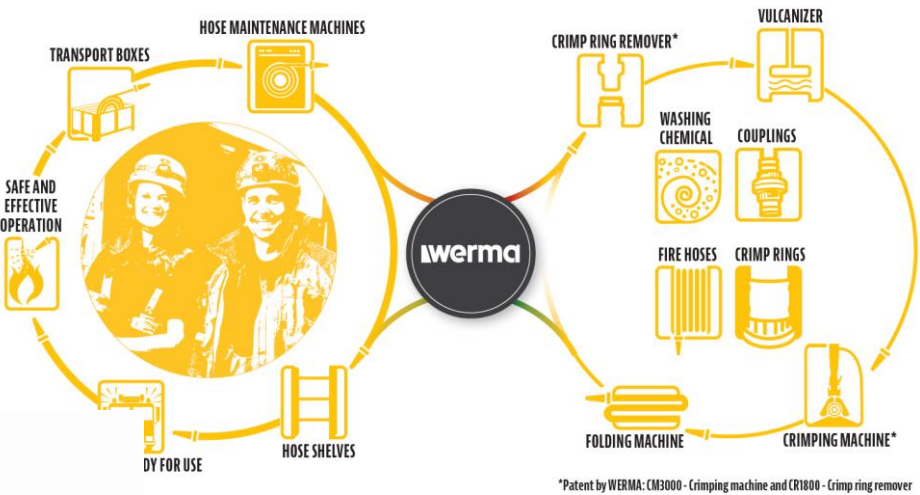 HOSE MAINTENANCE MACHINES
TRANSPORT BOXES
SAFE AND
EFFECTIVE
OPERATION
DY FOR USE
HOSE SHELVES
werma
CRIMP RING REMOVER*
VULCANIZER
WASHING
CHEMICAL
COUPLINGS
FIRE HOSES
CRIMP RINGS
FOLDING MACHINE
CRIMPING MACHINE*
*Patent by WERMA: CM3000 - Crimping machine and CR1800 - Crimp ring remover